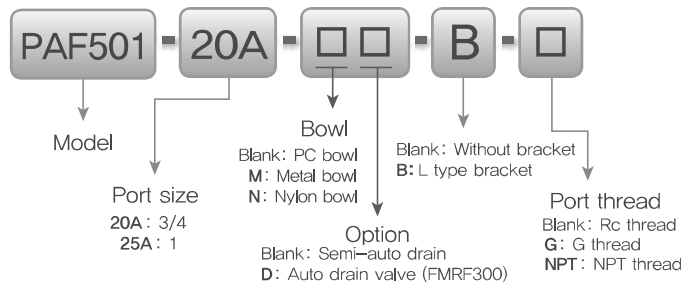 PAF501 - 20A - □□ - B - □
Model
Port size
20A: 3/4
25A: 1
Bowl
Blank: PC bowl
M: Metal bowl
N: Nylon bowl
Option
Blank: Semi-auto drain
D: Auto drain valve (FMRF300)
Blank: Without bracket
B: L type bracket
Port thread
Blank: Rc thread
G: G thread
NPT: NPT thread